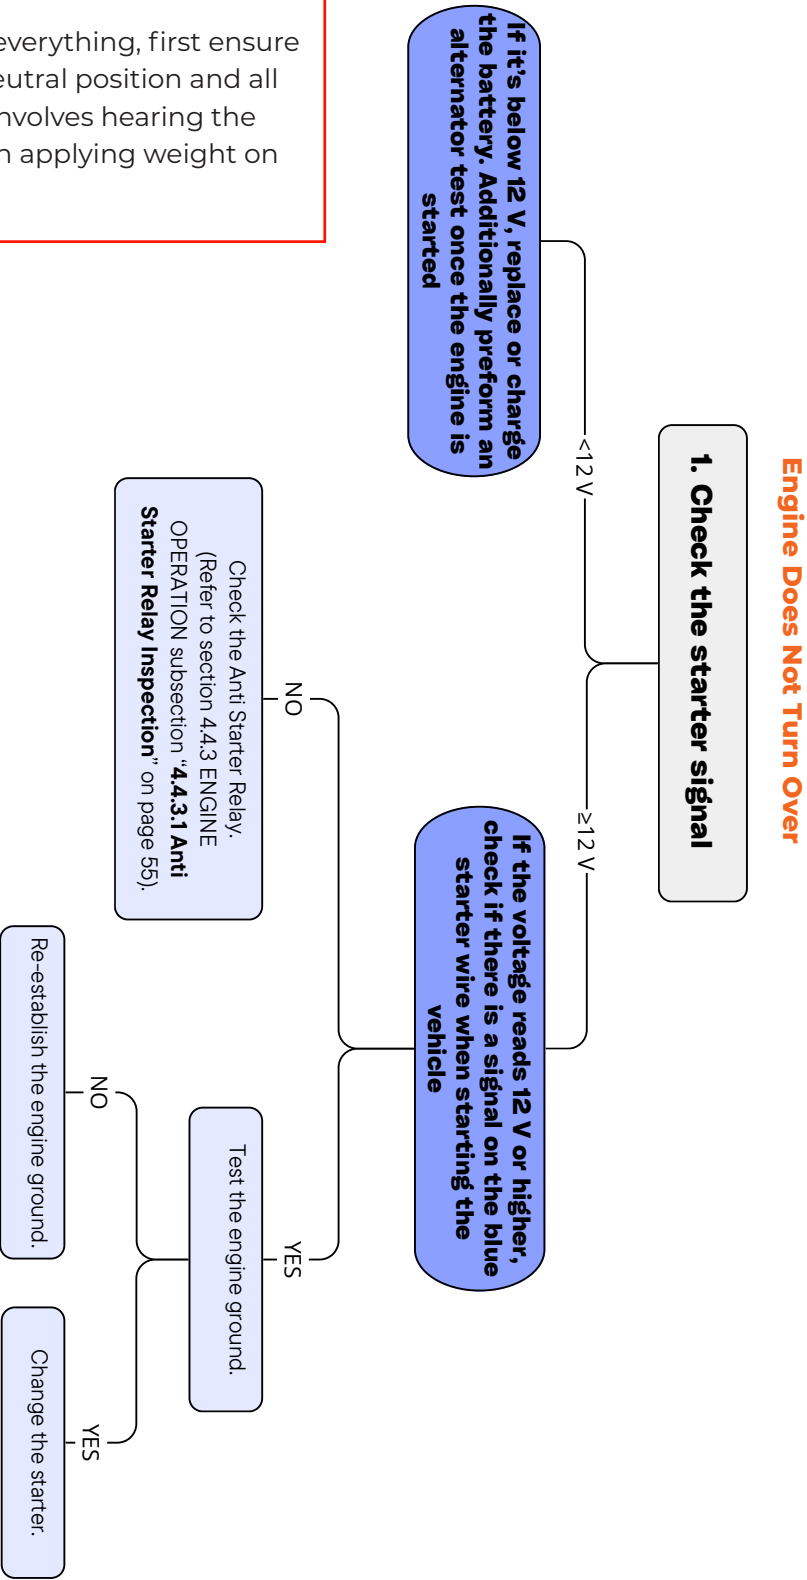 everything, first ensure
eutral position and all
nvolves hearing the
n applying weight on
Engine Does Not Turn Over
1. Check the starter signal
<12 V
≥12 V
If it’s below 12 V, replace or charge
the battery. Additionally preform an
alternator test once the engine is
started
If the voltage reads 12 V or higher,
check if there is a signal on the blue
starter wire when starting the
vehicle
NO
YES
Check the Anti Starter Relay.
(Refer to section 4.4.3 ENGINE
OPERATION subsection “4.4.3.1 Anti
Starter Relay Inspection” on page 55).
Test the engine ground.
NO
YES
Re-establish the engine ground.
Change the starter.